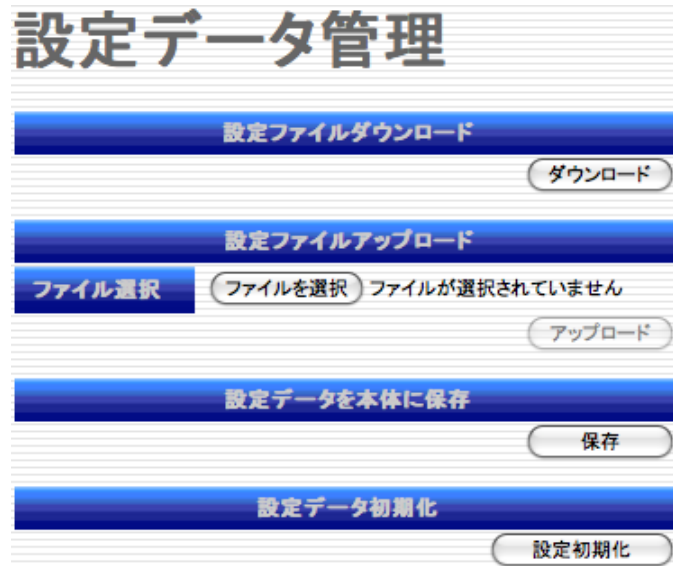 設定データ管理
設定ファイルダウンロード
ダウンロード
設定ファイルアップロード
ファイル選択 ファイルを選択 ファイルが選択されていません
アップロード
設定データを本体に保存
保存
設定データ初期化
設定初期化